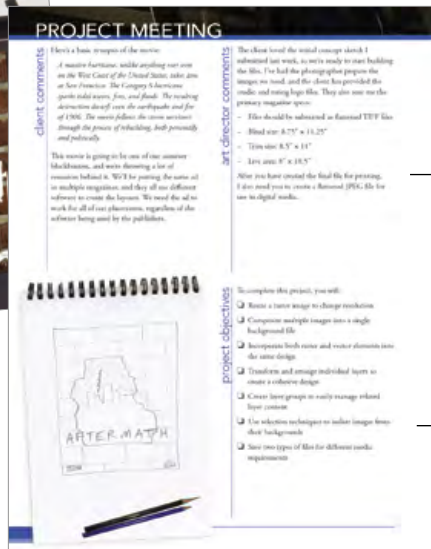 PROJECT MEETING
client comments
Here's a basic synopsis of the movie:
A massive hurricane, unlike anything ever seen
on the West Coast of the United States, takes aim
at San Francisco. The Category 5 hurricane
sparks tidal waves, fires, and floods. The resulting
destruction dwarfs even the earthquake and fire
of 1906. The movie follows the storm survivors
through the process of rebuilding, both personally
and politically.
This movie is going to be one of our summer
blockbusters, and we're throwing a lot of
resources behind it. We'll be putting the same ad
in multiple magazines, and they all use different
software to create the layouts. We need the ad to
work for all of our placements, regardless of the
software being used by the publishers.
art director comments
The client loved the initial concept sketch I
submitted last week, so we're ready to start building
the files. I've had the photographer prepare the
images we need, and the client has provided the
studio and rating logo files. They also sent me the
primary magazine specs:
- Files should be submitted as flattened TIFF files
- Bleed size: 8.75" × 11.25"
- Trim size: 8.5" × 11"
- Live area: 8" × 10.5"
After you have created the final file for printing,
I also need you to create a flattened JPEG file for
use in digital media.
project objectives
To complete this project, you will:
❏ Resize a raster image to change resolution
❏ Composite multiple images into a single
background file
❏ Incorporate both raster and vector elements into
the same design
❏ Transform and arrange individual layers to
create a cohesive design
❏ Create layer groups to easily manage related
layer content
❏ Use selection techniques to isolate images from
their backgrounds
❏ Save two types of files for different media
requirements
AFTERMATH